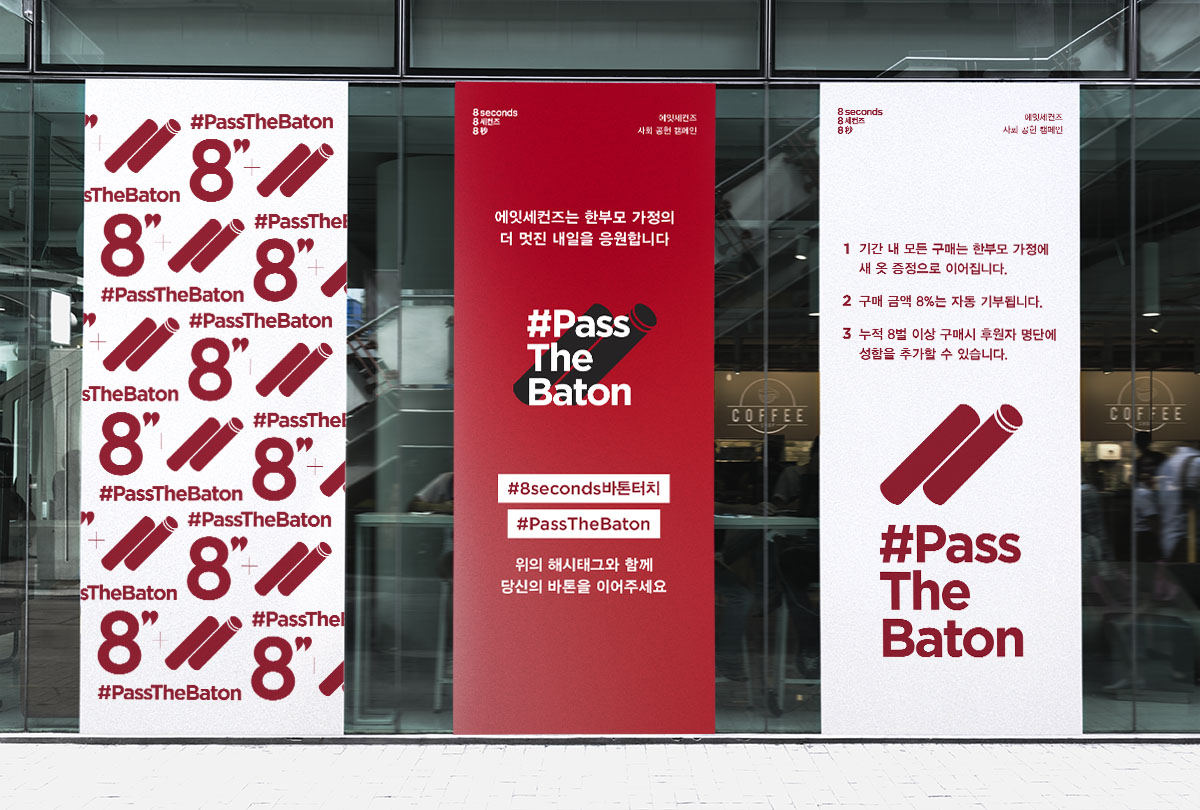 #PassTheBaton
8”
sTheBaton
8”
#PassThe
8”
#PassTheBaton
#PassTheBaton
8”
sTheBaton
8”
#PassThe
8”
#PassTheBaton
#PassTheBaton
8”
sTheBaton
8”
#PassThe
8”
#PassTheBaton
8 seconds
8 세컨즈
8 秒
에잇세컨즈
사회 공헌 캠페인
에잇세컨즈는 한부모 가정의
더 멋진 내일을 응원합니다
#Pass
The
Baton
#8seconds바톤터치
#PassTheBaton
위의 해시태그와 함께
당신의 바톤을 이어주세요
8 seconds
8 세컨즈
8 秒
에잇세컨즈
사회 공헌 캠페인
1 기간 내 모든 구매는 한부모 가정에
새 옷 증정으로 이어집니다.
2 구매 금액 8%는 자동 기부됩니다.
3 누적 8벌 이상 구매시 후원자 명단에
성함을 추가할 수 있습니다.
#Pass
The
Baton
COFFEE
COFFEE